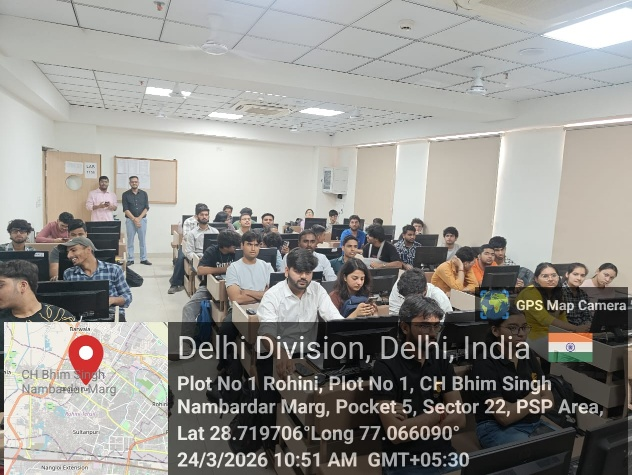 LAB
GPS Map Camera
Delhi Division, Delhi, India
Plot No 1 Rohini, Plot No 1, CH Bhim Singh
Nambardar Marg, Pocket 5, Sector 22, PSP Area,
Lat 28.719706° Long 77.066090°
24/3/2026 10:51 AM GMT+05:30
Barwala
CH Bhim Singh
Nambardar Marg
Rohini
Sultanpuri
Nangloi Extension